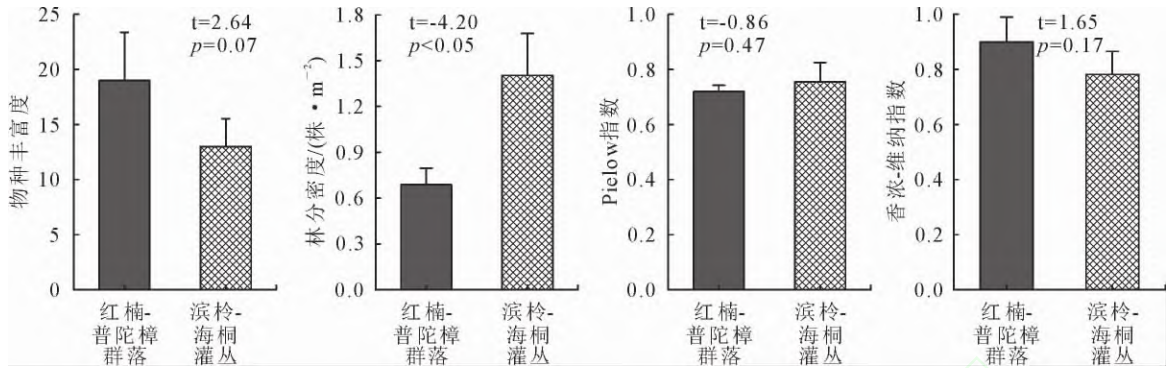 25
20
15
10
5
0
物种丰富度
t=2.64
p=0.07
红楠-
普陀樟
群落
滨柃-
海桐
灌丛
1.8
1.5
1.2
0.9
0.6
0.3
0.0
林分密度/(株·m⁻²)
t=-4.20
p<0.05
红楠-
普陀樟
群落
滨柃-
海桐
灌丛
1.0
0.8
0.6
0.4
0.2
0.0
Pielow指数
t=-0.86
p=0.47
红楠-
普陀樟
群落
滨柃-
海桐
灌丛
1.0
0.8
0.6
0.4
0.2
0.0
香浓-维纳指数
t=1.65
p=0.17
红楠-
普陀樟
群落
滨柃-
海桐
灌丛